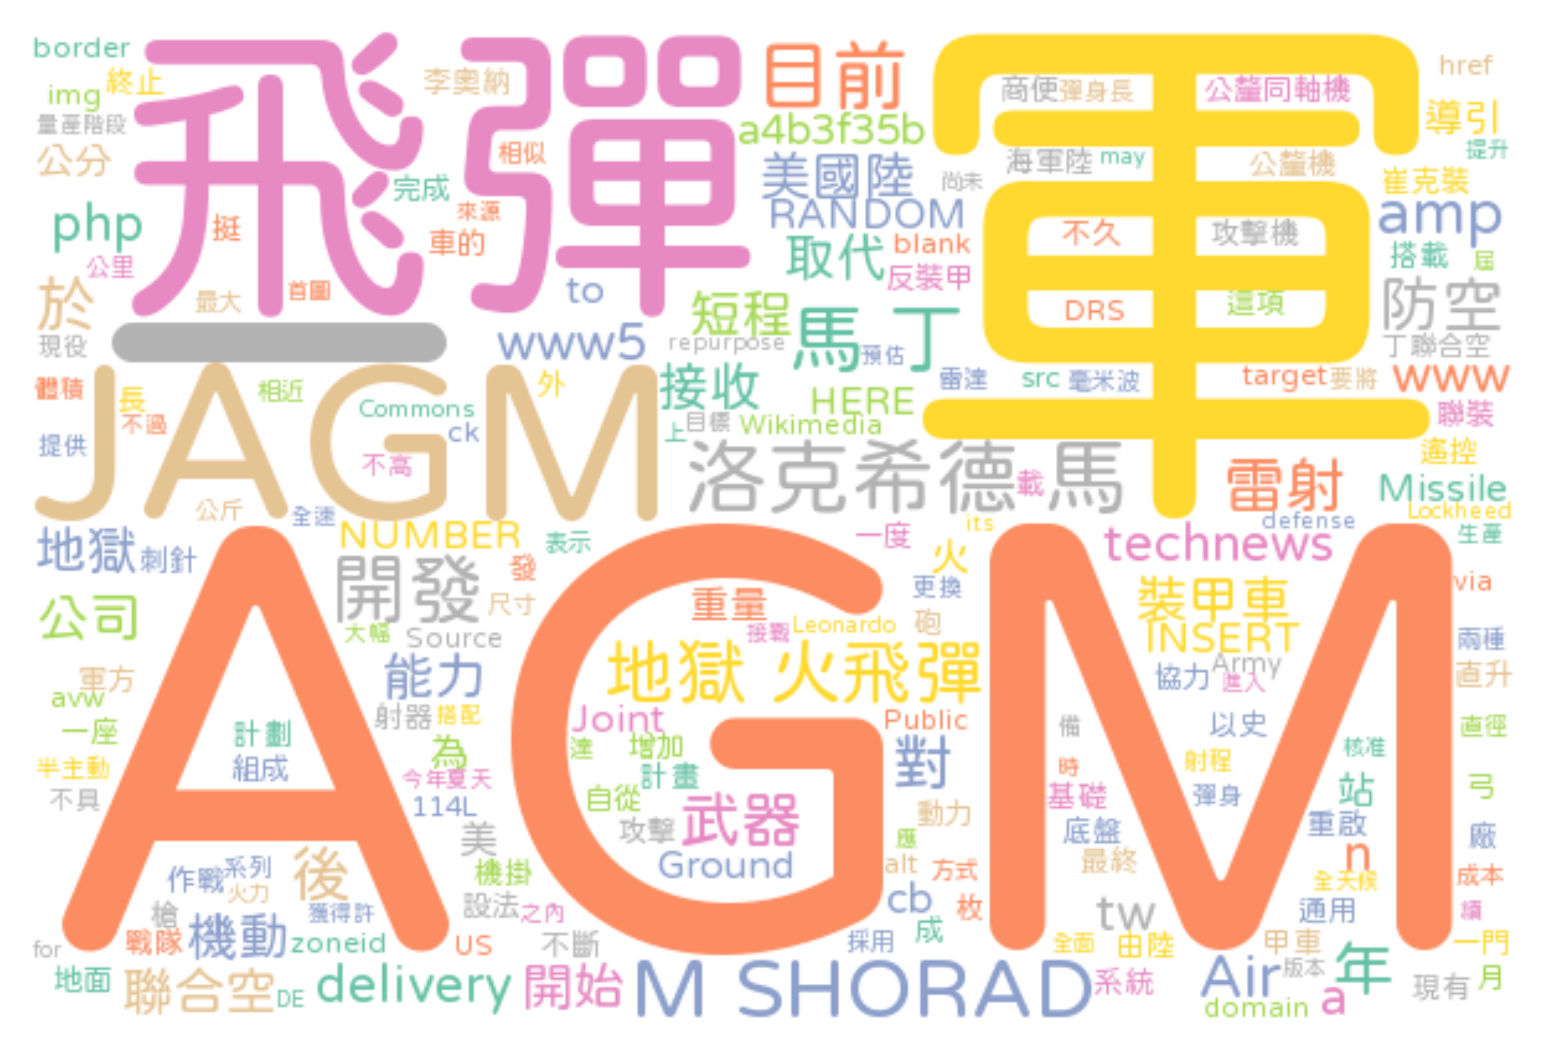 border
img
終止
量産階段
公分
php
公里
於
現役
飛彈
挺
最大
首圖
李奧納
相似
完成
來源
車的
to
www5
目前
a4b3f35b
美國陸
RANDOM
取代
blank
反裝甲
短程
馬丁
repurpose
預估
接收
HERE
上
目標
Wikimedia
軍
商便
彈身長
公釐同軸機
海軍陸
may
公釐機
尚未
不久
攻擊機
DRS
這項
雷達
src
毫米波
target
要將
href
導引
提升
崔克裝
amp
搭載
屆
防空
丁聯合空
www
聯裝
遙控
體積
長
不過
相近
提供
JAGM
Commons
ck
不高
外
公斤
全速
洛克希德 馬
載
雷射
Missile
Lockheed
defense
生產
地獄
刺針
NUMBER
表示
開發
發
尺寸
公司
大幅
Source
能力
軍方
avw
射器
搭配
一座
計劃
組成
為
半主動
不具
今年夏天
114L
AGM
一度
its
火
更換
重量
接戰
Leonardo
砲
地獄 火飛彈
Joint
Public
達
增加
計畫
對
自從
攻擊
武器
動力
應
Ground
alt
方式
cb
枚
technews
via
裝甲車
INSERT
兩種
Army
協力
進入
直升
備
以史
直徑
核准
時
射程
基礎
彈身
站
弓
底盤
重啟
廠
最終
n
全天候
成本
tw
通用
續
美
機掛
設法
之內
作戰
系列
火力
後
槍
獲得許
戰隊
機動
zoneid
US
不斷
採用
成
全面
由陸
甲車
一門
for
地面
聯合空
DE
delivery
開始
M SHORAD
系統
Air
版本
年
現有
月
domain
a